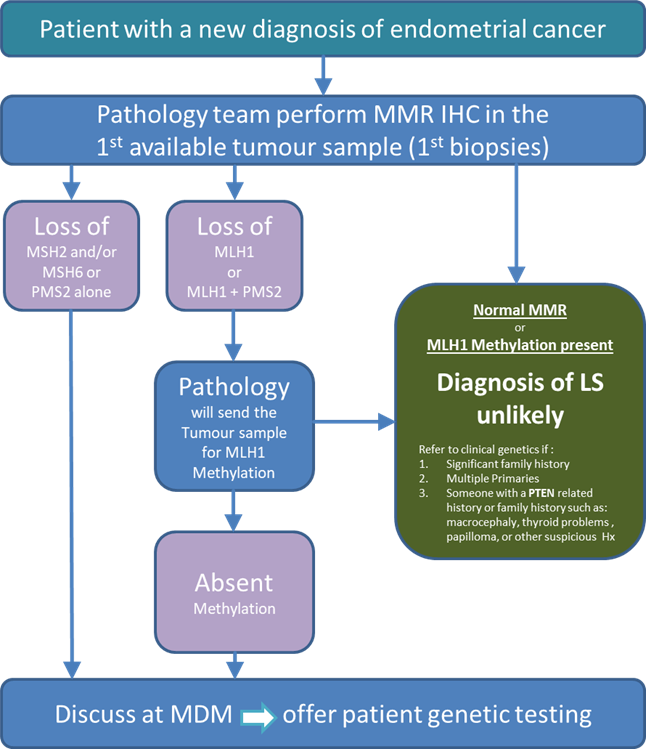 Patient with a new diagnosis of endometrial cancer
Pathology team perform MMR IHC in the
1st available tumour sample (1st biopsies)
Loss of
MSH2 and/or
MSH6 or
PMS2 alone
Loss of
MLH1
or
MLH1 + PMS2
Normal MMR
or
MLH1 Methylation present
Diagnosis of LS
unlikely
Refer to clinical genetics if :
1. Significant family history
2. Multiple Primaries
3. Someone with a PTEN related
history or family history such as:
macrocephaly, thyroid problems ,
papilloma, or other suspicious Hx
Pathology
will send the
Tumour sample
for MLH1
Methylation
Absent
Methylation
Discuss at MDM offer patient genetic testing